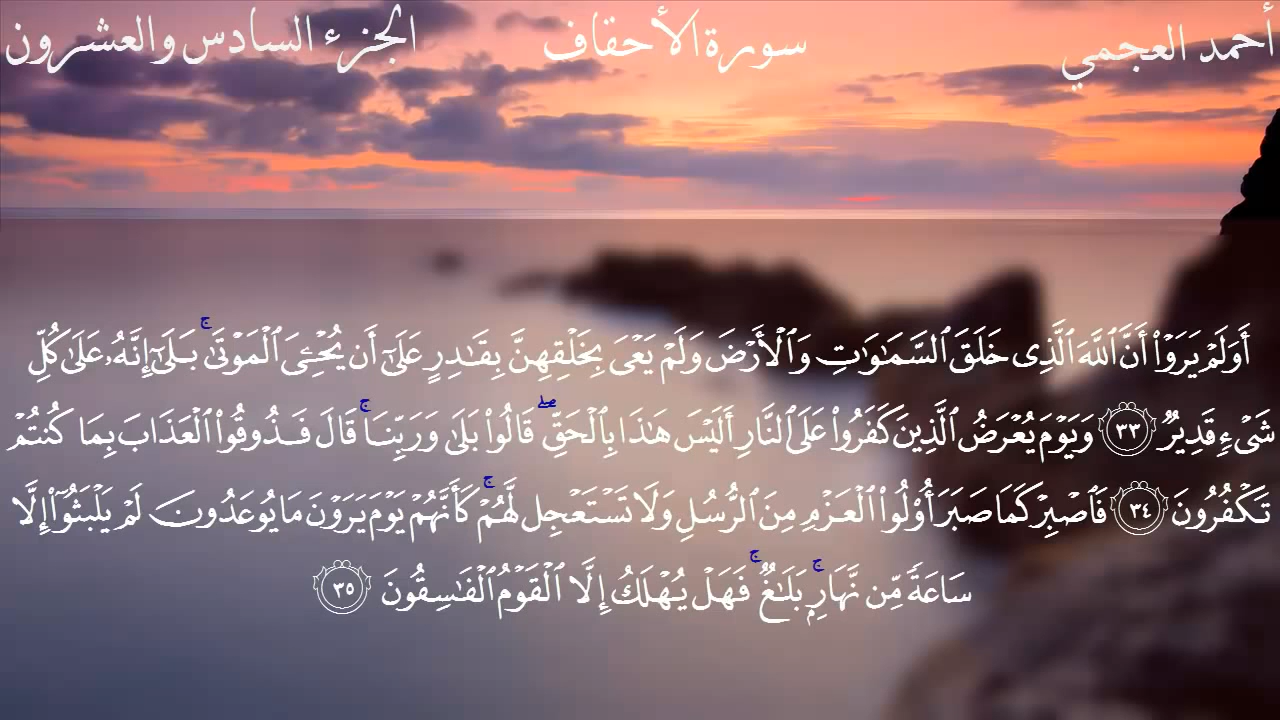 أحمد العجمي
سورة الأحقاف
الجزء السادس والعشرون
أَوَلَمْ يَرَوْا۟ أَنَّ ٱللَّهَ ٱلَّذِى خَلَقَ ٱلسَّمَـٰوَٰتِ وَٱلْأَرْضَ وَلَمْ يَعْىَ بِخَلْقِهِنَّ بِقَـٰدِرٍ عَلَىٰٓ أَن يُحْـِۧىَ ٱلْمَوْتَىٰ ۚ بَلَىٰٓ إِنَّهُۥ عَلَىٰ كُلِّ
شَىْءٍ قَدِيرٌ ٣٣ وَيَوْمَ يُعْرَضُ ٱلَّذِينَ كَفَرُوا۟ عَلَى ٱلنَّارِ أَلَيْسَ هَـٰذَا بِٱلْحَقِّ ۖ قَالُوا۟ بَلَىٰ وَرَبِّنَا ۚ قَالَ فَذُوقُوا۟ ٱلْعَذَابَ بِمَا كُنتُمْ
تَكْفُرُونَ ٣٤ فَٱصْبِرْ كَمَا صَبَرَ أُو۟لُوا۟ ٱلْعَزْمِ مِنَ ٱلرُّسُلِ وَلَا تَسْتَعْجِل لَّهُمْ ۚ كَأَنَّهُمْ يَوْمَ يَرَوْنَ مَا يُوعَدُونَ لَمْ يَلْبَثُوٓا۟ إِلَّا
سَاعَةً مِّن نَّهَارٍۭ ۚ بَلَـٰغٌ ۚ فَهَلْ يُهْلَكُ إِلَّا ٱلْقَوْمُ ٱلْفَـٰسِقُونَ ٣٥